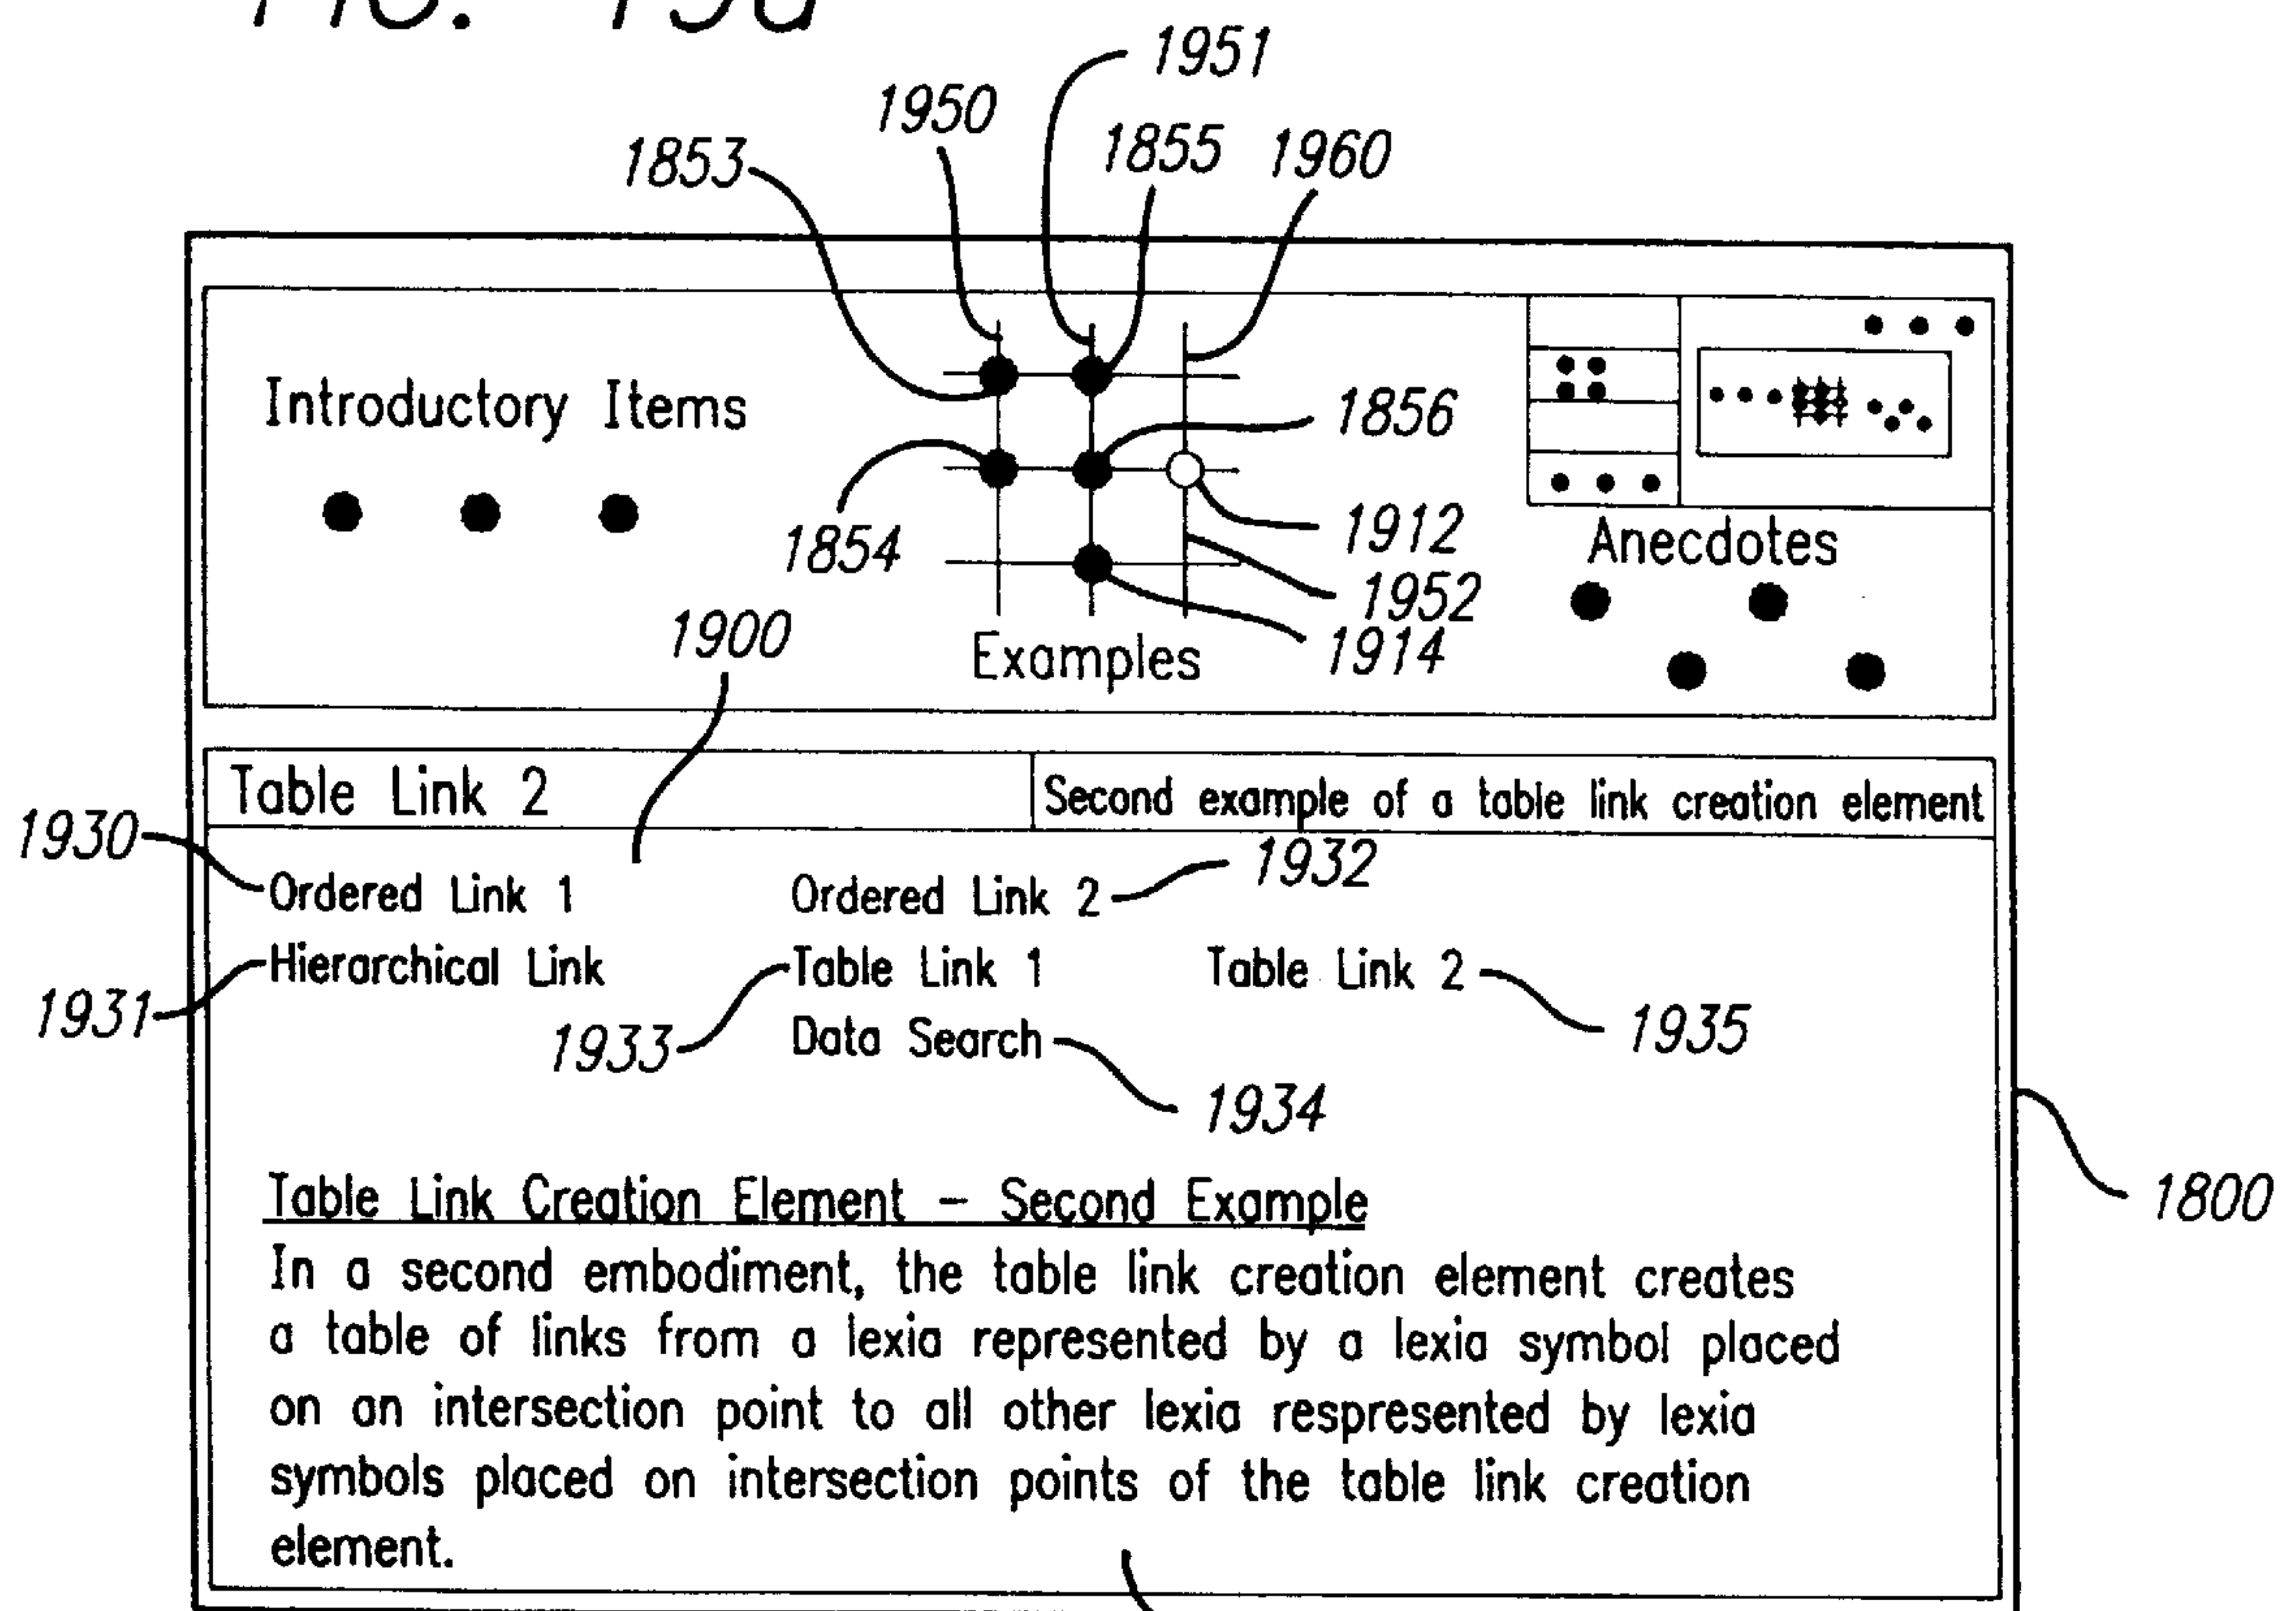 FIG. 19a
1951
1950
1853
1855
1960
Introductory Items
1856
1854
1912
Anecdotes
1952
1900
Examples
1914
Table Link 2
Second example of a table link creation element
1930
1932
Ordered Link 1
Ordered Link 2
Hierarchical Link
Table Link 1
Table Link 2
1931
1933
Data Search
1935
1934
Table Link Creation Element – Second Example
1800
In a second embodiment, the table link creation element creates
a table of links from a lexia represented by a lexia symbol placed
on an intersection point to all other lexia respresented by lexia
symbols placed on intersection points of the table link creation
element.